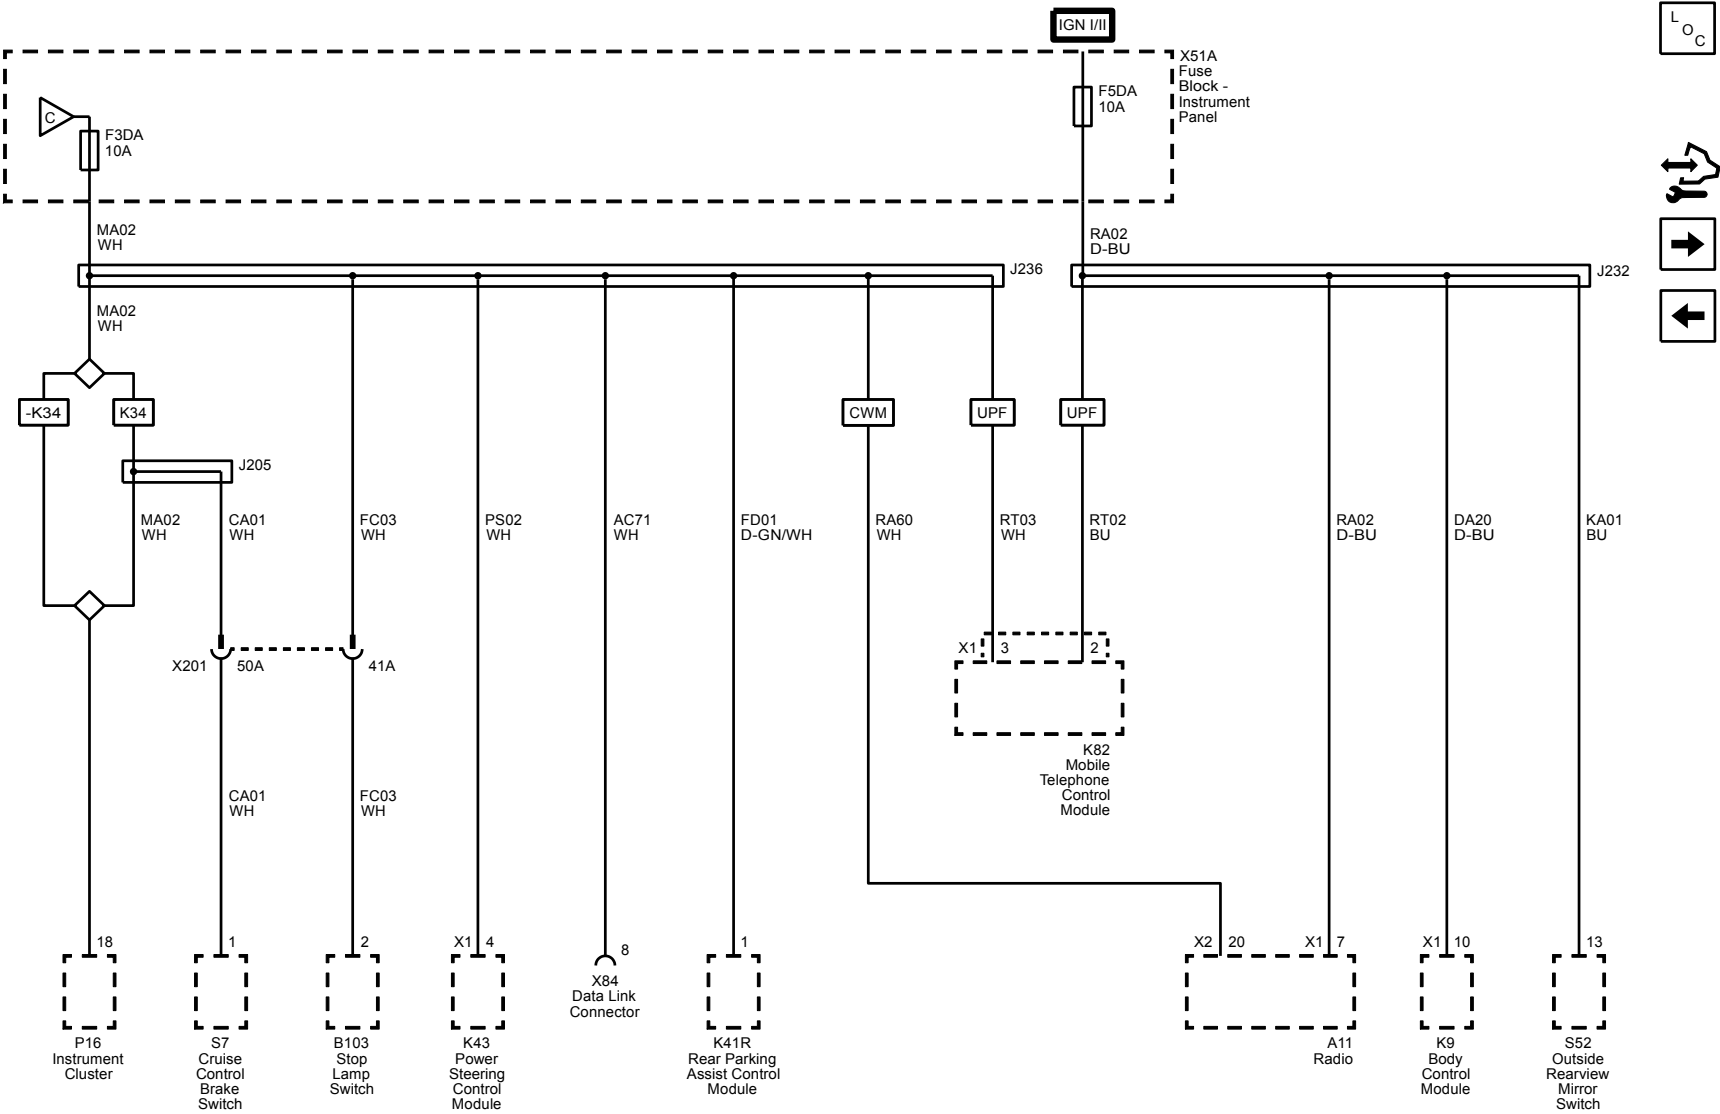 IGN I/II
L
O
C
X51A
Fuse
Block -
Instrument
Panel
C
F3DA
10A
F5DA
10A
MA02
WH
RA02
D-BU
J236
J232
MA02
WH
-K34
K34
CWM
UPF
UPF
J205
MA02
WH
CA01
WH
FC03
WH
PS02
WH
AC71
WH
FD01
D-GN/WH
RA60
WH
RT03
WH
RT02
BU
RA02
D-BU
DA20
D-BU
KA01
BU
X201
50A
41A
X1
3
2
K82
Mobile
Telephone
Control
Module
CA01
WH
FC03
WH
18
1
2
X1 4
8
1
X2 20
X1 7
X1 10
13
X84
Data Link
Connector
P16
Instrument
Cluster
S7
Cruise
Control
Brake
Switch
B103
Stop
Lamp
Switch
K43
Power
Steering
Control
Module
K41R
Rear Parking
Assist Control
Module
A11
Radio
K9
Body
Control
Module
S52
Outside
Rearview
Mirror
Switch